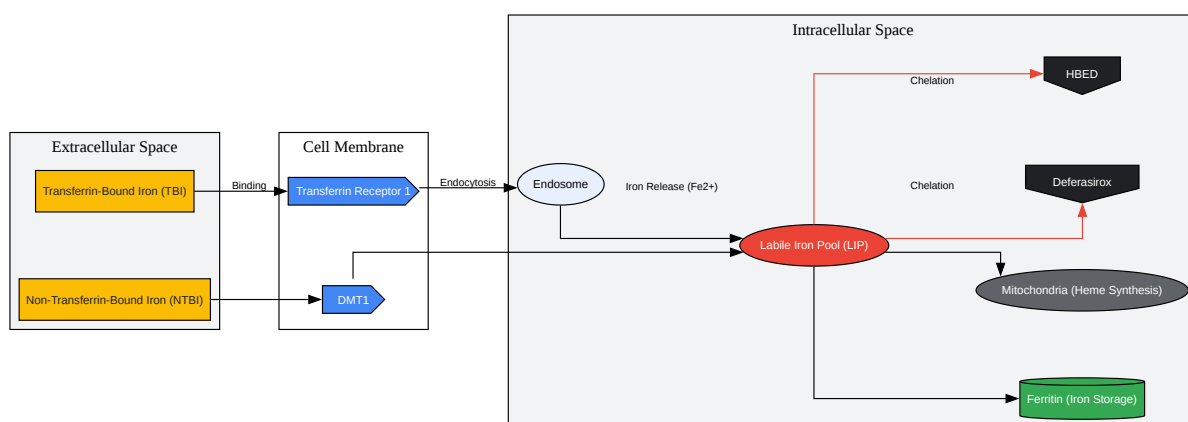 Intracellular Space
HBED
Chelation
Extracellular Space
Cell Membrane
Transferrin-Bound Iron (TBI)
Binding
Transferrin Receptor 1
Endocytosis
Endosome
Iron Release (Fe2+)
Chelation
Deferasirox
Labile Iron Pool (LIP)
Non-Transferrin-Bound Iron (NTBI)
DMT1
Mitochondria (Heme Synthesis)
Ferritin (Iron Storage)